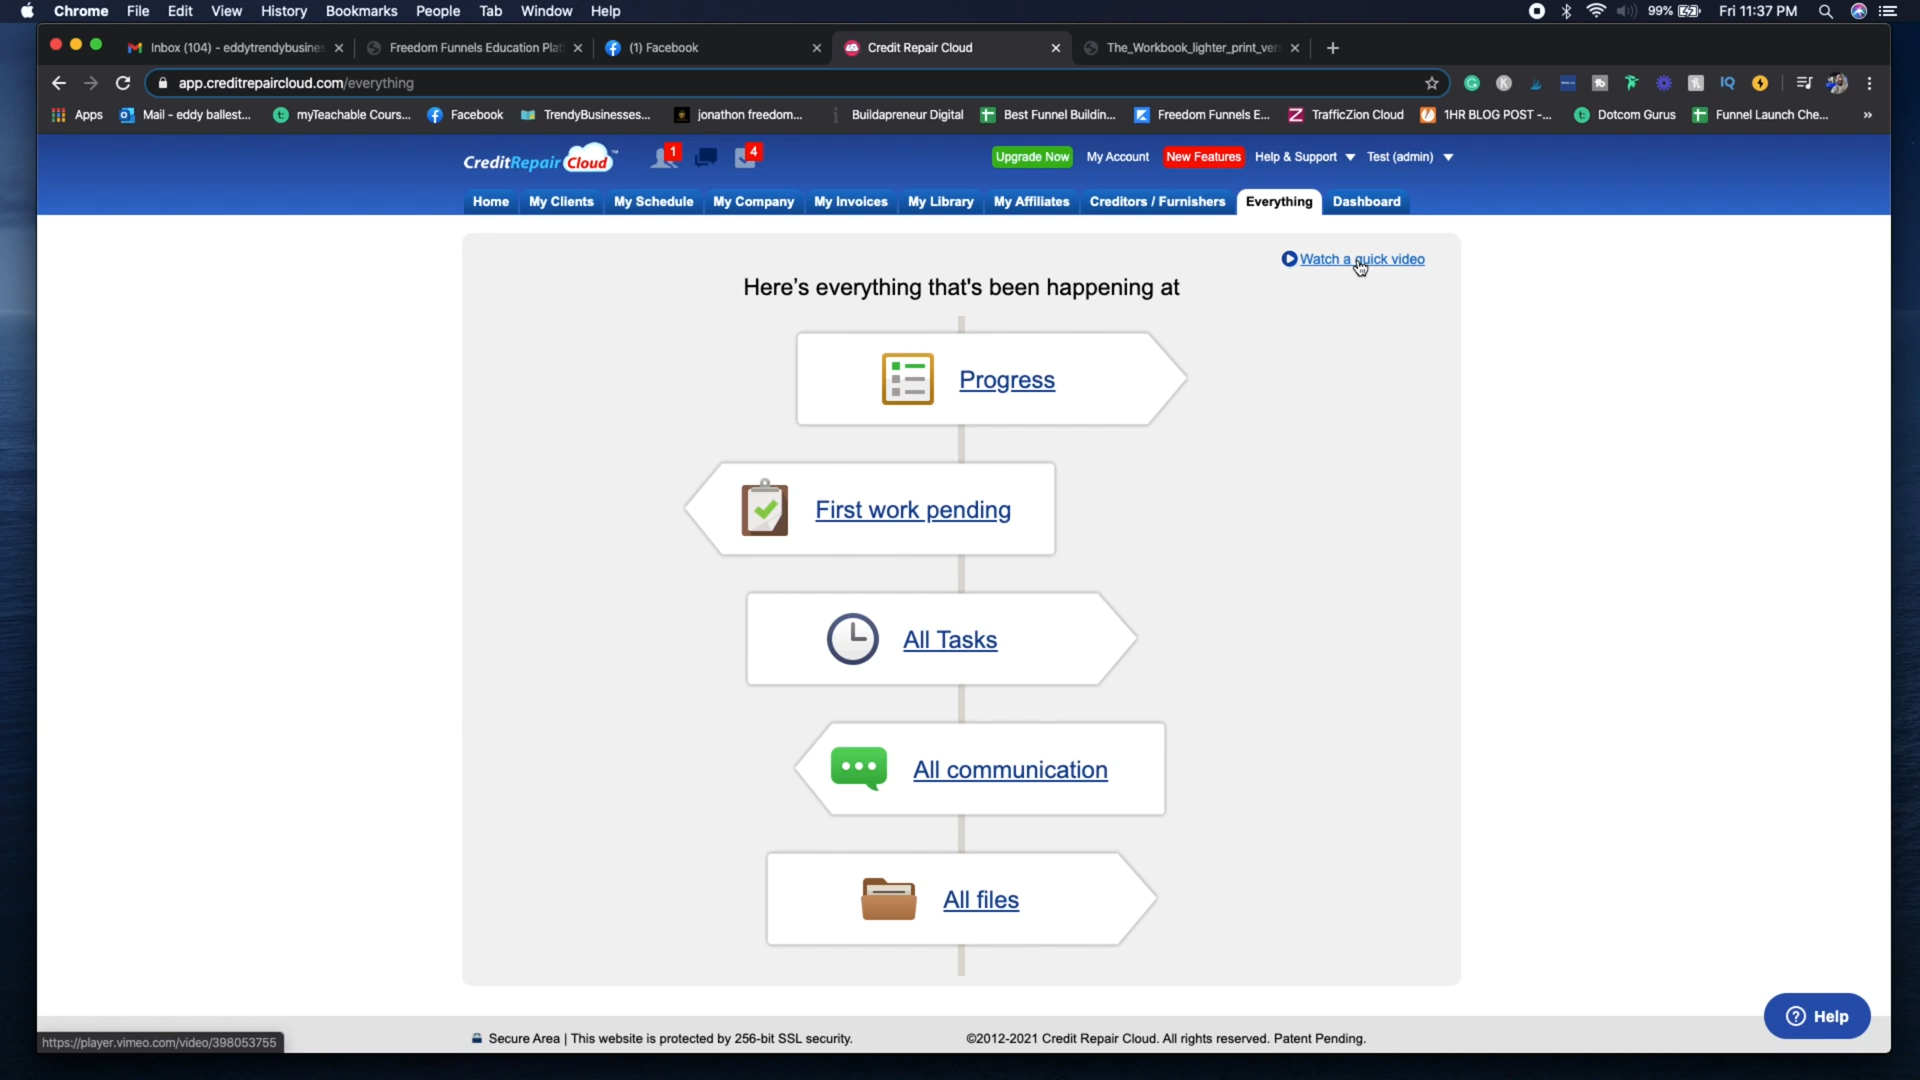 Chrome File Edit View History Bookmarks People Tab Window Help 99% Fri 11:37 PM
Inbox (104) - eddytrendybusines Freedom Funnels Education Plat (1) Facebook Credit Repair Cloud The_Workbook_lighter_print_ver
app.creditrepaircloud.com/everything
Apps Mail - eddy ballest... myTeachable Cours... Facebook TrendyBusinesses... jonathon freedom... Buildapreneur Digital Best Funnel Buildin... Freedom Funnels E... TrafficZion Cloud 1HR BLOG POST -... Dotcom Gurus Funnel Launch Che... »
CreditRepair Cloud™ 1 4 Upgrade Now My Account New Features Help & Support Test (admin)
Home My Clients My Schedule My Company My Invoices My Library My Affiliates Creditors / Furnishers Everything Dashboard
Watch a quick video
Here's everything that's been happening at
Progress
First work pending
All Tasks
All communication
All files
Help
https://player.vimeo.com/video/398053755
Secure Area | This website is protected by 256-bit SSL security. ©2012-2021 Credit Repair Cloud. All rights reserved. Patent Pending.